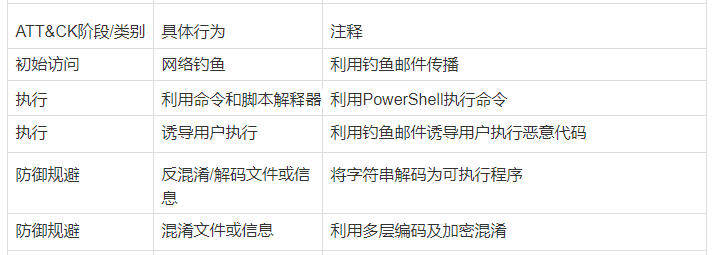 ATT&CK阶段/类别 具体行为 注释
初始访问 网络钓鱼 利用钓鱼邮件传播
执行 利用命令和脚本解释器 利用PowerShell执行命令
执行 诱导用户执行 利用钓鱼邮件诱导用户执行恶意代码
防御规避 反混淆/解码文件或信 将字符串解码为可执行程序
息
防御规避 混淆文件或信息 利用多层编码及加密混淆